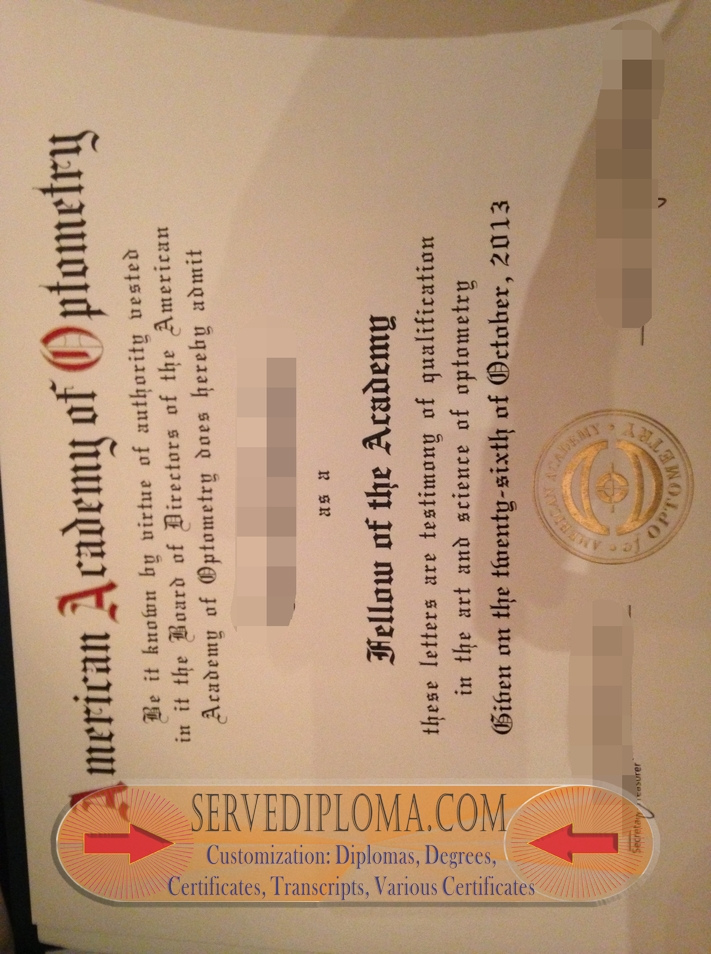 American Academy of Optometry
Be it known by virtue of authority vested
in it the Board of Directors of the American
Academy of Optometry does hereby admit
as a
Fellow of the Academy
these letters are testimony of qualification
in the art and science of optometry
Given on the twenty-sixth of October, 2013
AMERICAN ACADEMY of OPTOMETRY
Secretary-Treasurer
SERVEDIPLOMA.COM
Customization: Diplomas, Degrees,
Certificates, Transcripts, Various Certificates